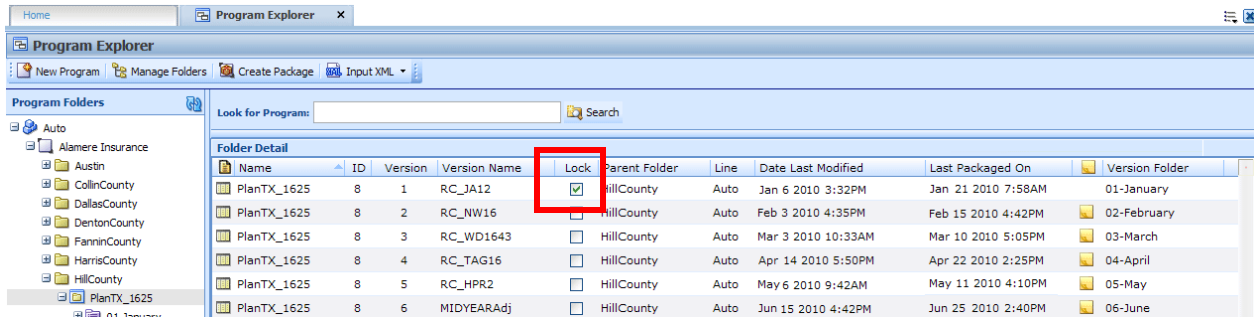 Home Program Explorer x
Program Explorer
New Program Manage Folders Create Package Input XML
Program Folders Look for Program: Search
Auto
Alamere Insurance Folder Detail
Name ID Version Version Name Lock Parent Folder Line Date Last Modified Last Packaged On Version Folder
Austin
CollinCounty PlanTX_1625 8 1 RC_JA12 HillCounty Auto Jan 6 2010 3:32PM Jan 21 2010 7:58AM 01-January
DallasCounty PlanTX_1625 8 2 RC_NW16 HillCounty Auto Feb 3 2010 4:35PM Feb 15 2010 4:42PM 02-February
DentonCounty
FanninCounty PlanTX_1625 8 3 RC_WD1643 HillCounty Auto Mar 3 2010 10:33AM Mar 10 2010 5:05PM 03-March
HarrisCounty PlanTX_1625 8 4 RC_TAG16 HillCounty Auto Apr 14 2010 5:50PM Apr 22 2010 2:25PM 04-April
HillCounty PlanTX_1625 8 5 RC_HPR2 HillCounty Auto May 6 2010 9:42AM May 11 2010 4:10PM 05-May
PlanTX_1625
01-January PlanTX_1625 8 6 MIDYEARAdj HillCounty Auto Jun 15 2010 4:42PM Jun 25 2010 2:40PM 06-June